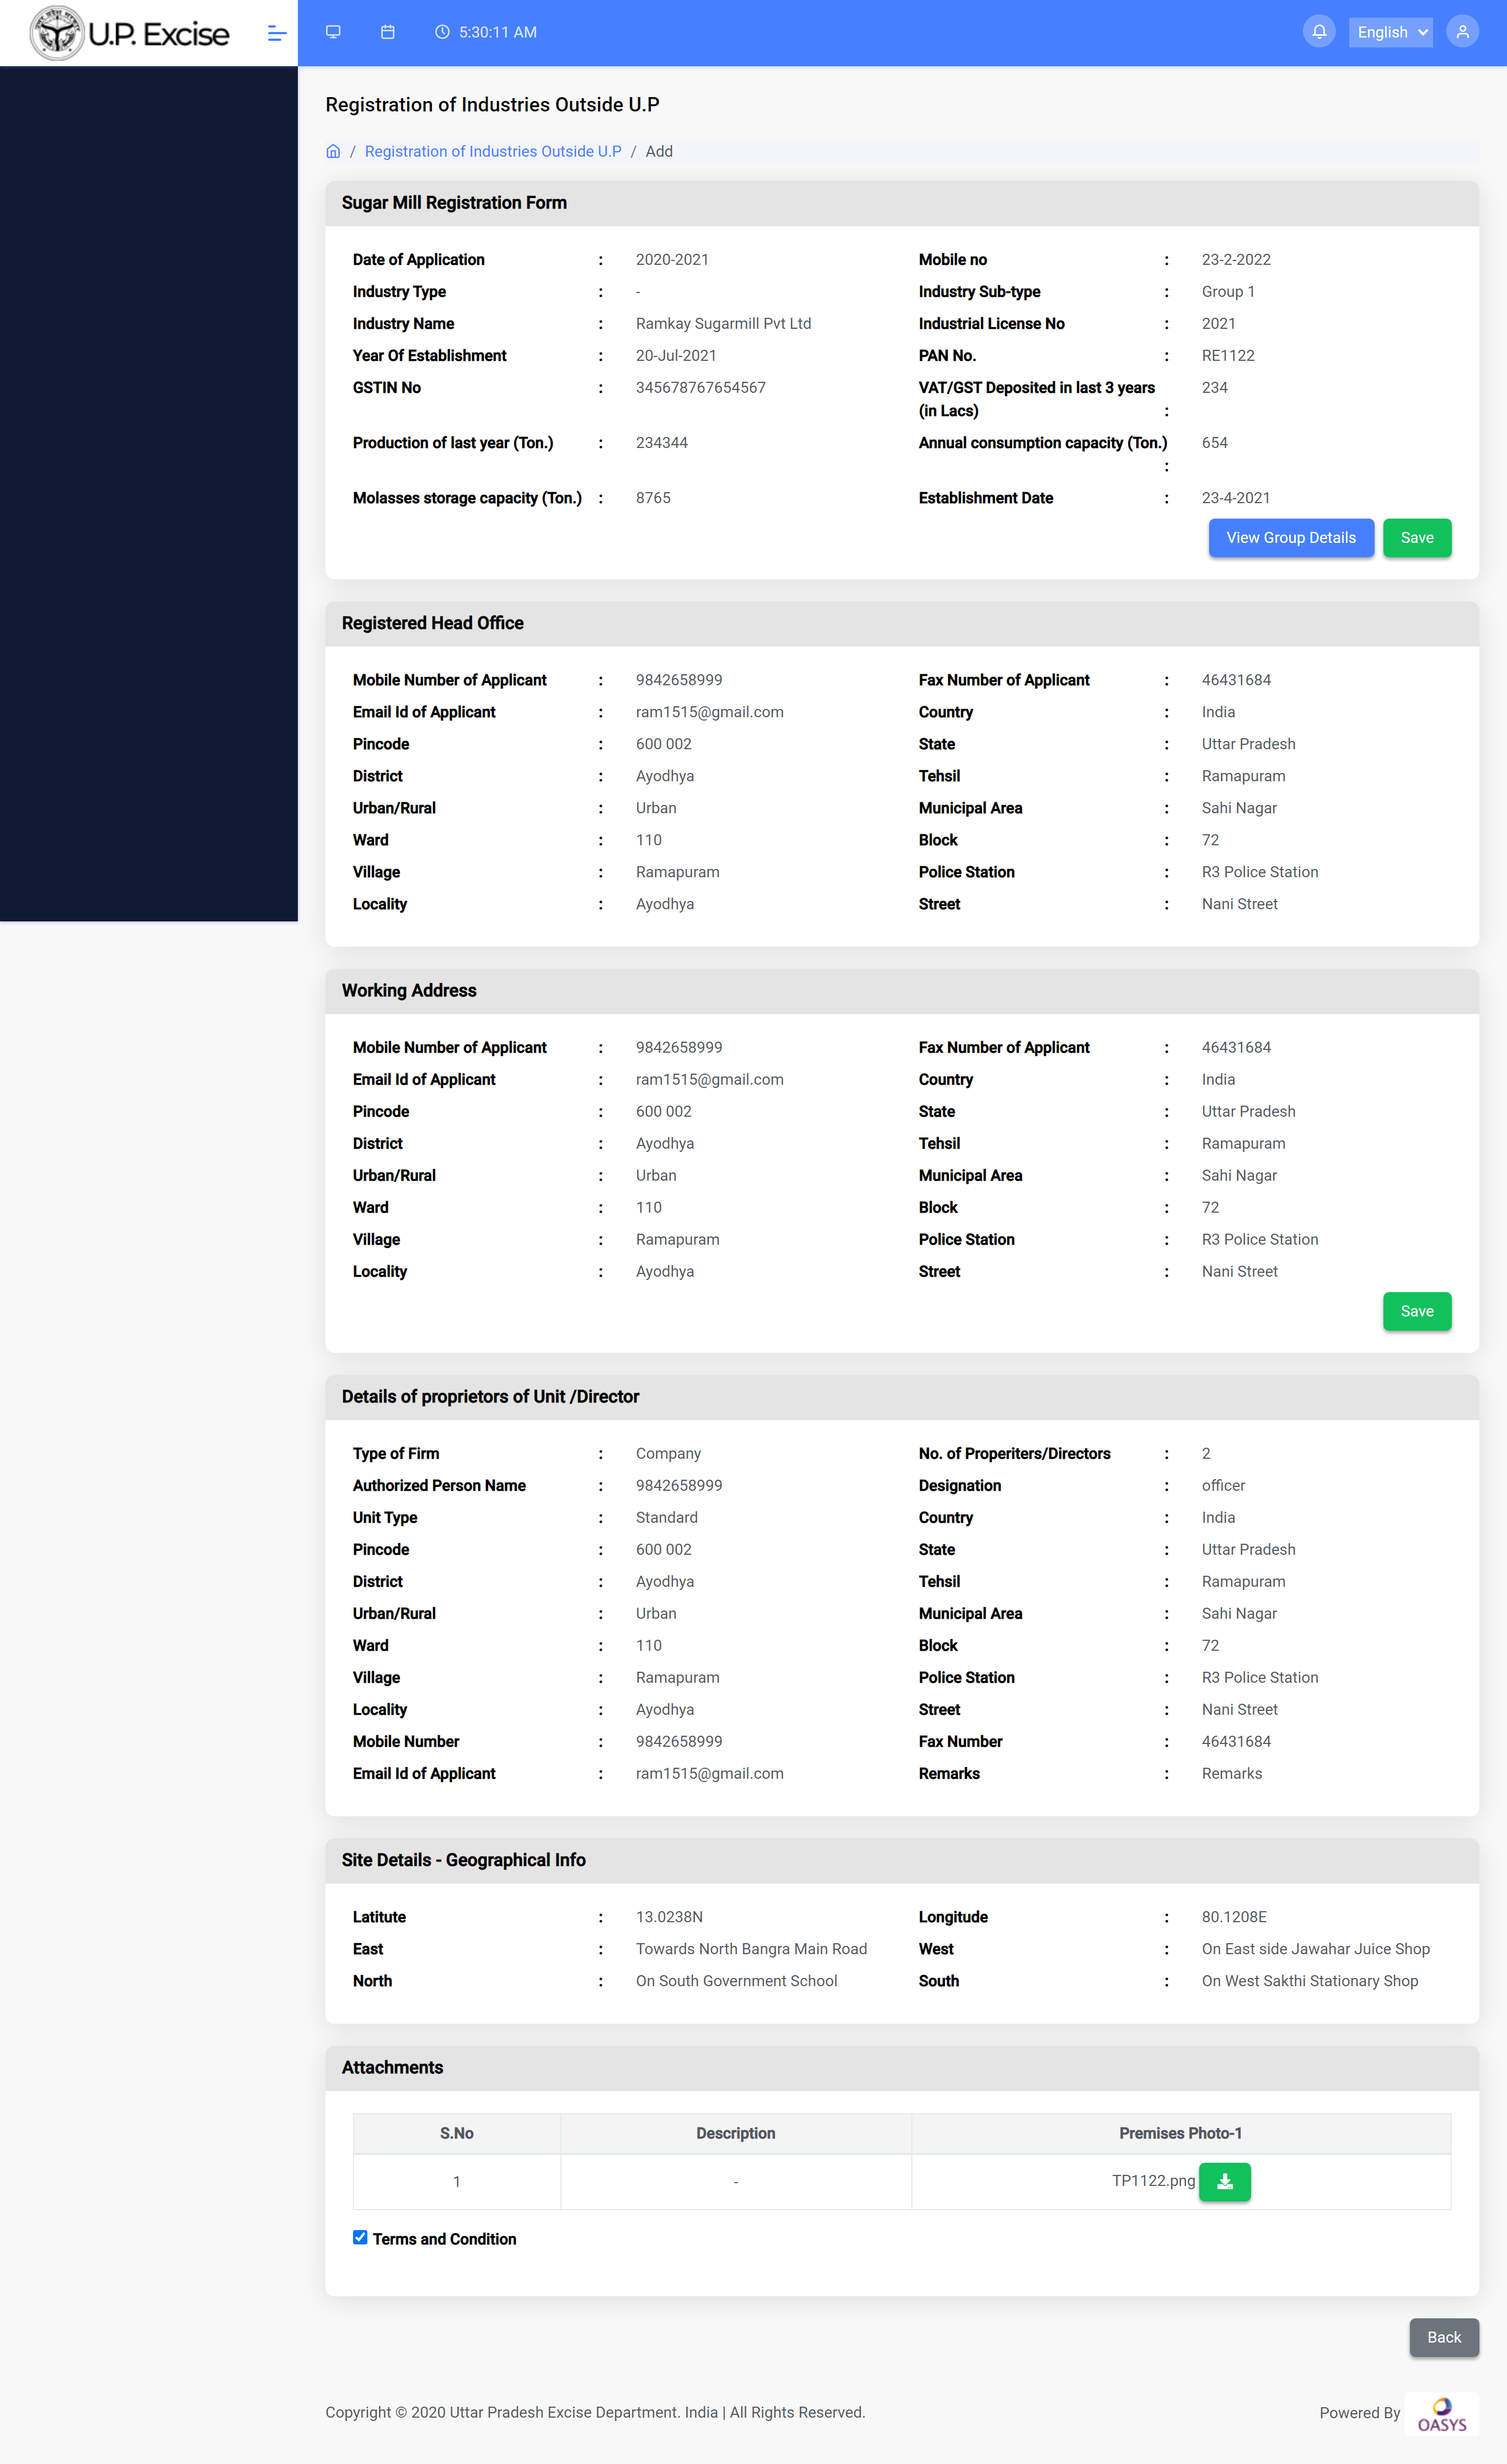 U.P. Excise
5:30:11 AM
English
Registration of Industries Outside U.P
/ Registration of Industries Outside U.P / Add
Sugar Mill Registration Form
Date of Application : 2020-2021 Mobile no : 23-2-2022
Industry Type : - Industry Sub-type : Group 1
Industry Name : Ramkay Sugarmill Pvt Ltd Industrial License No : 2021
Year Of Establishment : 20-Jul-2021 PAN No. : RE1122
GSTIN No : 345678767654567 VAT/GST Deposited in last 3 years 234
(in Lacs) :
Production of last year (Ton.) : 234344 Annual consumption capacity (Ton.) 654
:
Molasses storage capacity (Ton.) : 8765 Establishment Date : 23-4-2021
View Group Details Save
Registered Head Office
Mobile Number of Applicant : 9842658999 Fax Number of Applicant : 46431684
Email Id of Applicant : ram1515@gmail.com Country : India
Pincode : 600 002 State : Uttar Pradesh
District : Ayodhya Tehsil : Ramapuram
Urban/Rural : Urban Municipal Area : Sahi Nagar
Ward : 110 Block : 72
Village : Ramapuram Police Station : R3 Police Station
Locality : Ayodhya Street : Nani Street
Working Address
Mobile Number of Applicant : 9842658999 Fax Number of Applicant : 46431684
Email Id of Applicant : ram1515@gmail.com Country : India
Pincode : 600 002 State : Uttar Pradesh
District : Ayodhya Tehsil : Ramapuram
Urban/Rural : Urban Municipal Area : Sahi Nagar
Ward : 110 Block : 72
Village : Ramapuram Police Station : R3 Police Station
Locality : Ayodhya Street : Nani Street
Save
Details of proprietors of Unit /Director
Type of Firm : Company No. of Properiters/Directors : 2
Authorized Person Name : 9842658999 Designation : officer
Unit Type : Standard Country : India
Pincode : 600 002 State : Uttar Pradesh
District : Ayodhya Tehsil : Ramapuram
Urban/Rural : Urban Municipal Area : Sahi Nagar
Ward : 110 Block : 72
Village : Ramapuram Police Station : R3 Police Station
Locality : Ayodhya Street : Nani Street
Mobile Number : 9842658999 Fax Number : 46431684
Email Id of Applicant : ram1515@gmail.com Remarks : Remarks
Site Details - Geographical Info
Latitute : 13.0238N Longitude : 80.1208E
East : Towards North Bangra Main Road West : On East side Jawahar Juice Shop
North : On South Government School South : On West Sakthi Stationary Shop
Attachments
S.No Description Premises Photo-1
1 - TP1122.png
Terms and Condition
Back
Copyright © 2020 Uttar Pradesh Excise Department. India | All Rights Reserved. Powered By OASYS